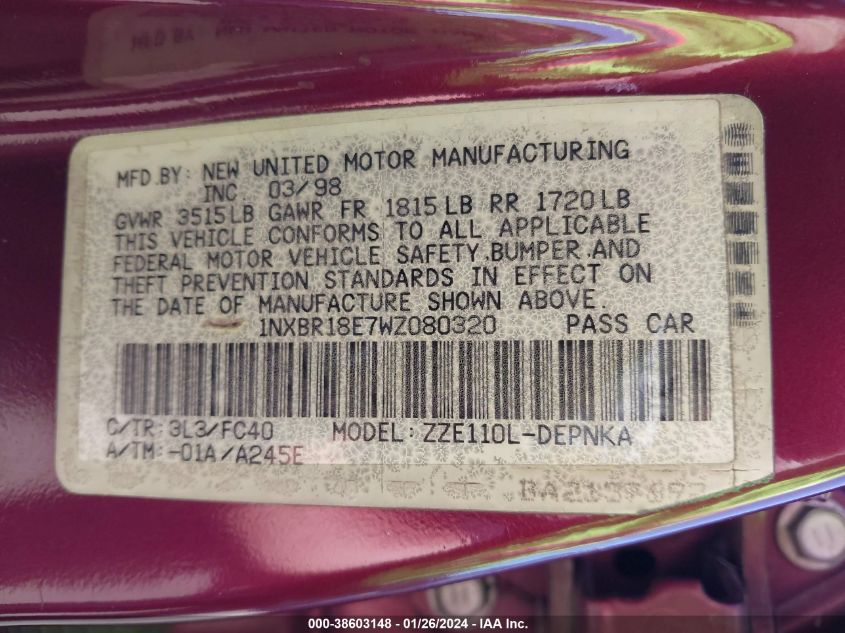 MFD.BY: NEW UNITED MOTOR MANUFACTURING
INC 03/98
GVWR 3515LB GAWR FR 1815LB RR 1720LB
THIS VEHICLE CONFORMS TO ALL APPLICABLE
FEDERAL MOTOR VEHICLE SAFETY,BUMPER,AND
THEFT PREVENTION STANDARDS IN EFFECT ON
THE DATE OF MANUFACTURE SHOWN ABOVE.
1NXBR18E7WZ080320 PASS CAR
C/TR:3L3/FC40 MODEL:ZZE110L-DEPNKA
A/TM:-01A/A245E
000-38603148 - 01/26/2024 - IAA Inc.